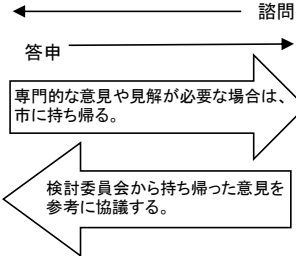 諮問
答申
専門的な意見や見解が必要な場合は、
市に持ち帰る。
検討委員会から持ち帰った意見を
参考に協議する。